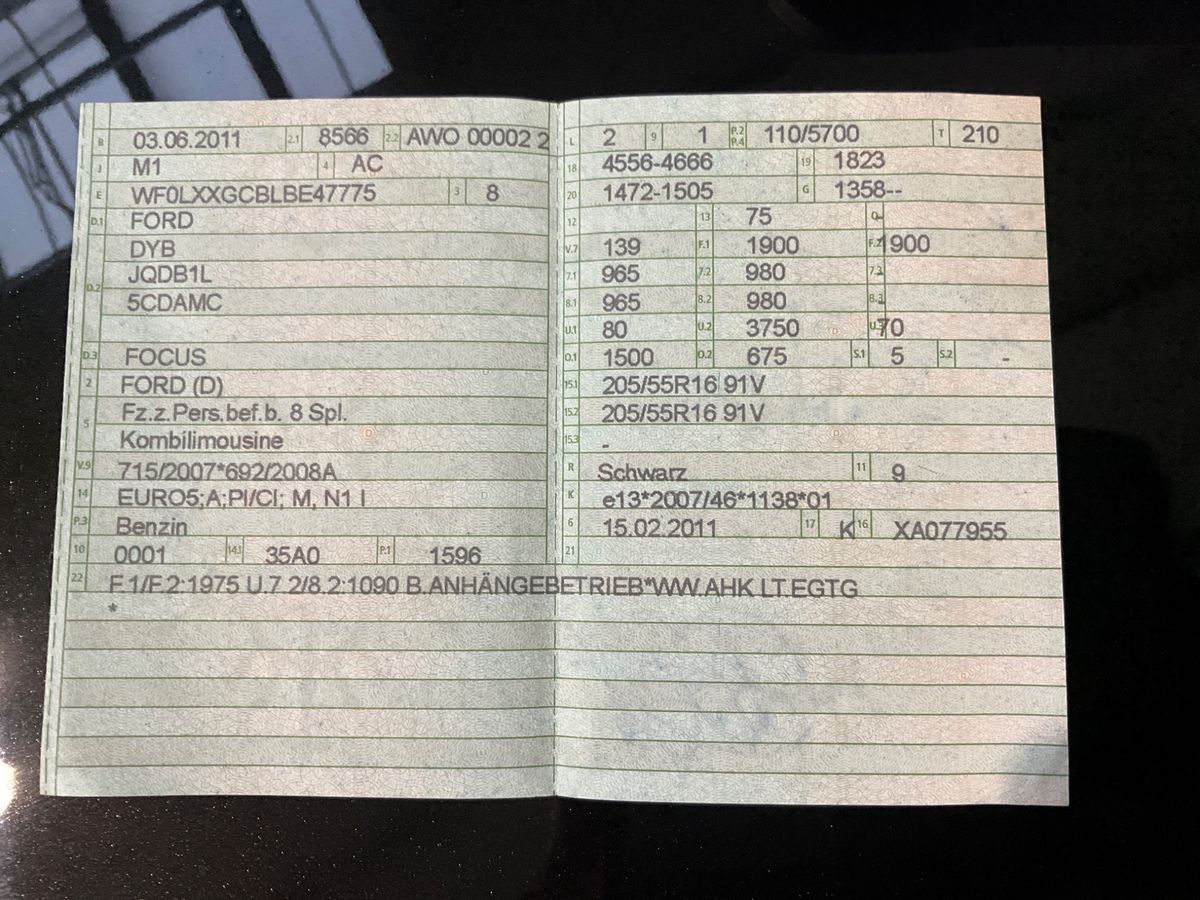 B 03.06.2011 2.1 8566 2.2 AWO 00002 2
J M1 4 AC
E WF0LXXGCBLBE47775 3 8
D.1 FORD
D.2 DYB
JQDB1L
5CDAMC
D.3 FOCUS
2 FORD (D)
5 Fz.z.Pers.bef.b. 8 Spl.
Kombilimousine
V.9 715/2007*692/2008A
14 EURO5;A;PI/CI; M, N1 I
P.3 Benzin
10 0001 14.1 35A0 P.1 1596
L 2 9 1 P.2 P.4 110/5700 T 210
18 4556-4666 19 1823
20 1472-1505 G 1358--
12 13 75 Q -
V.7 139 F.1 1900 F.2 1900
7.1 965 7.2 980 7.3 -
8.1 965 8.2 980 8.3 -
U.1 80 U.2 3750 U.3 70
O.1 1500 O.2 675 S.1 5 S.2 -
15.1 205/55R16 91V
15.2 205/55R16 91V
15.3 -
R Schwarz 11 9
K e13*2007/46*1138*01
6 15.02.2011 17 K 16 XA077955
21
22 F.1/F.2:1975 U.7.2/8.2:1090 B.ANHÄNGEBETRIEB*WW.AHK LT.EGTG
*